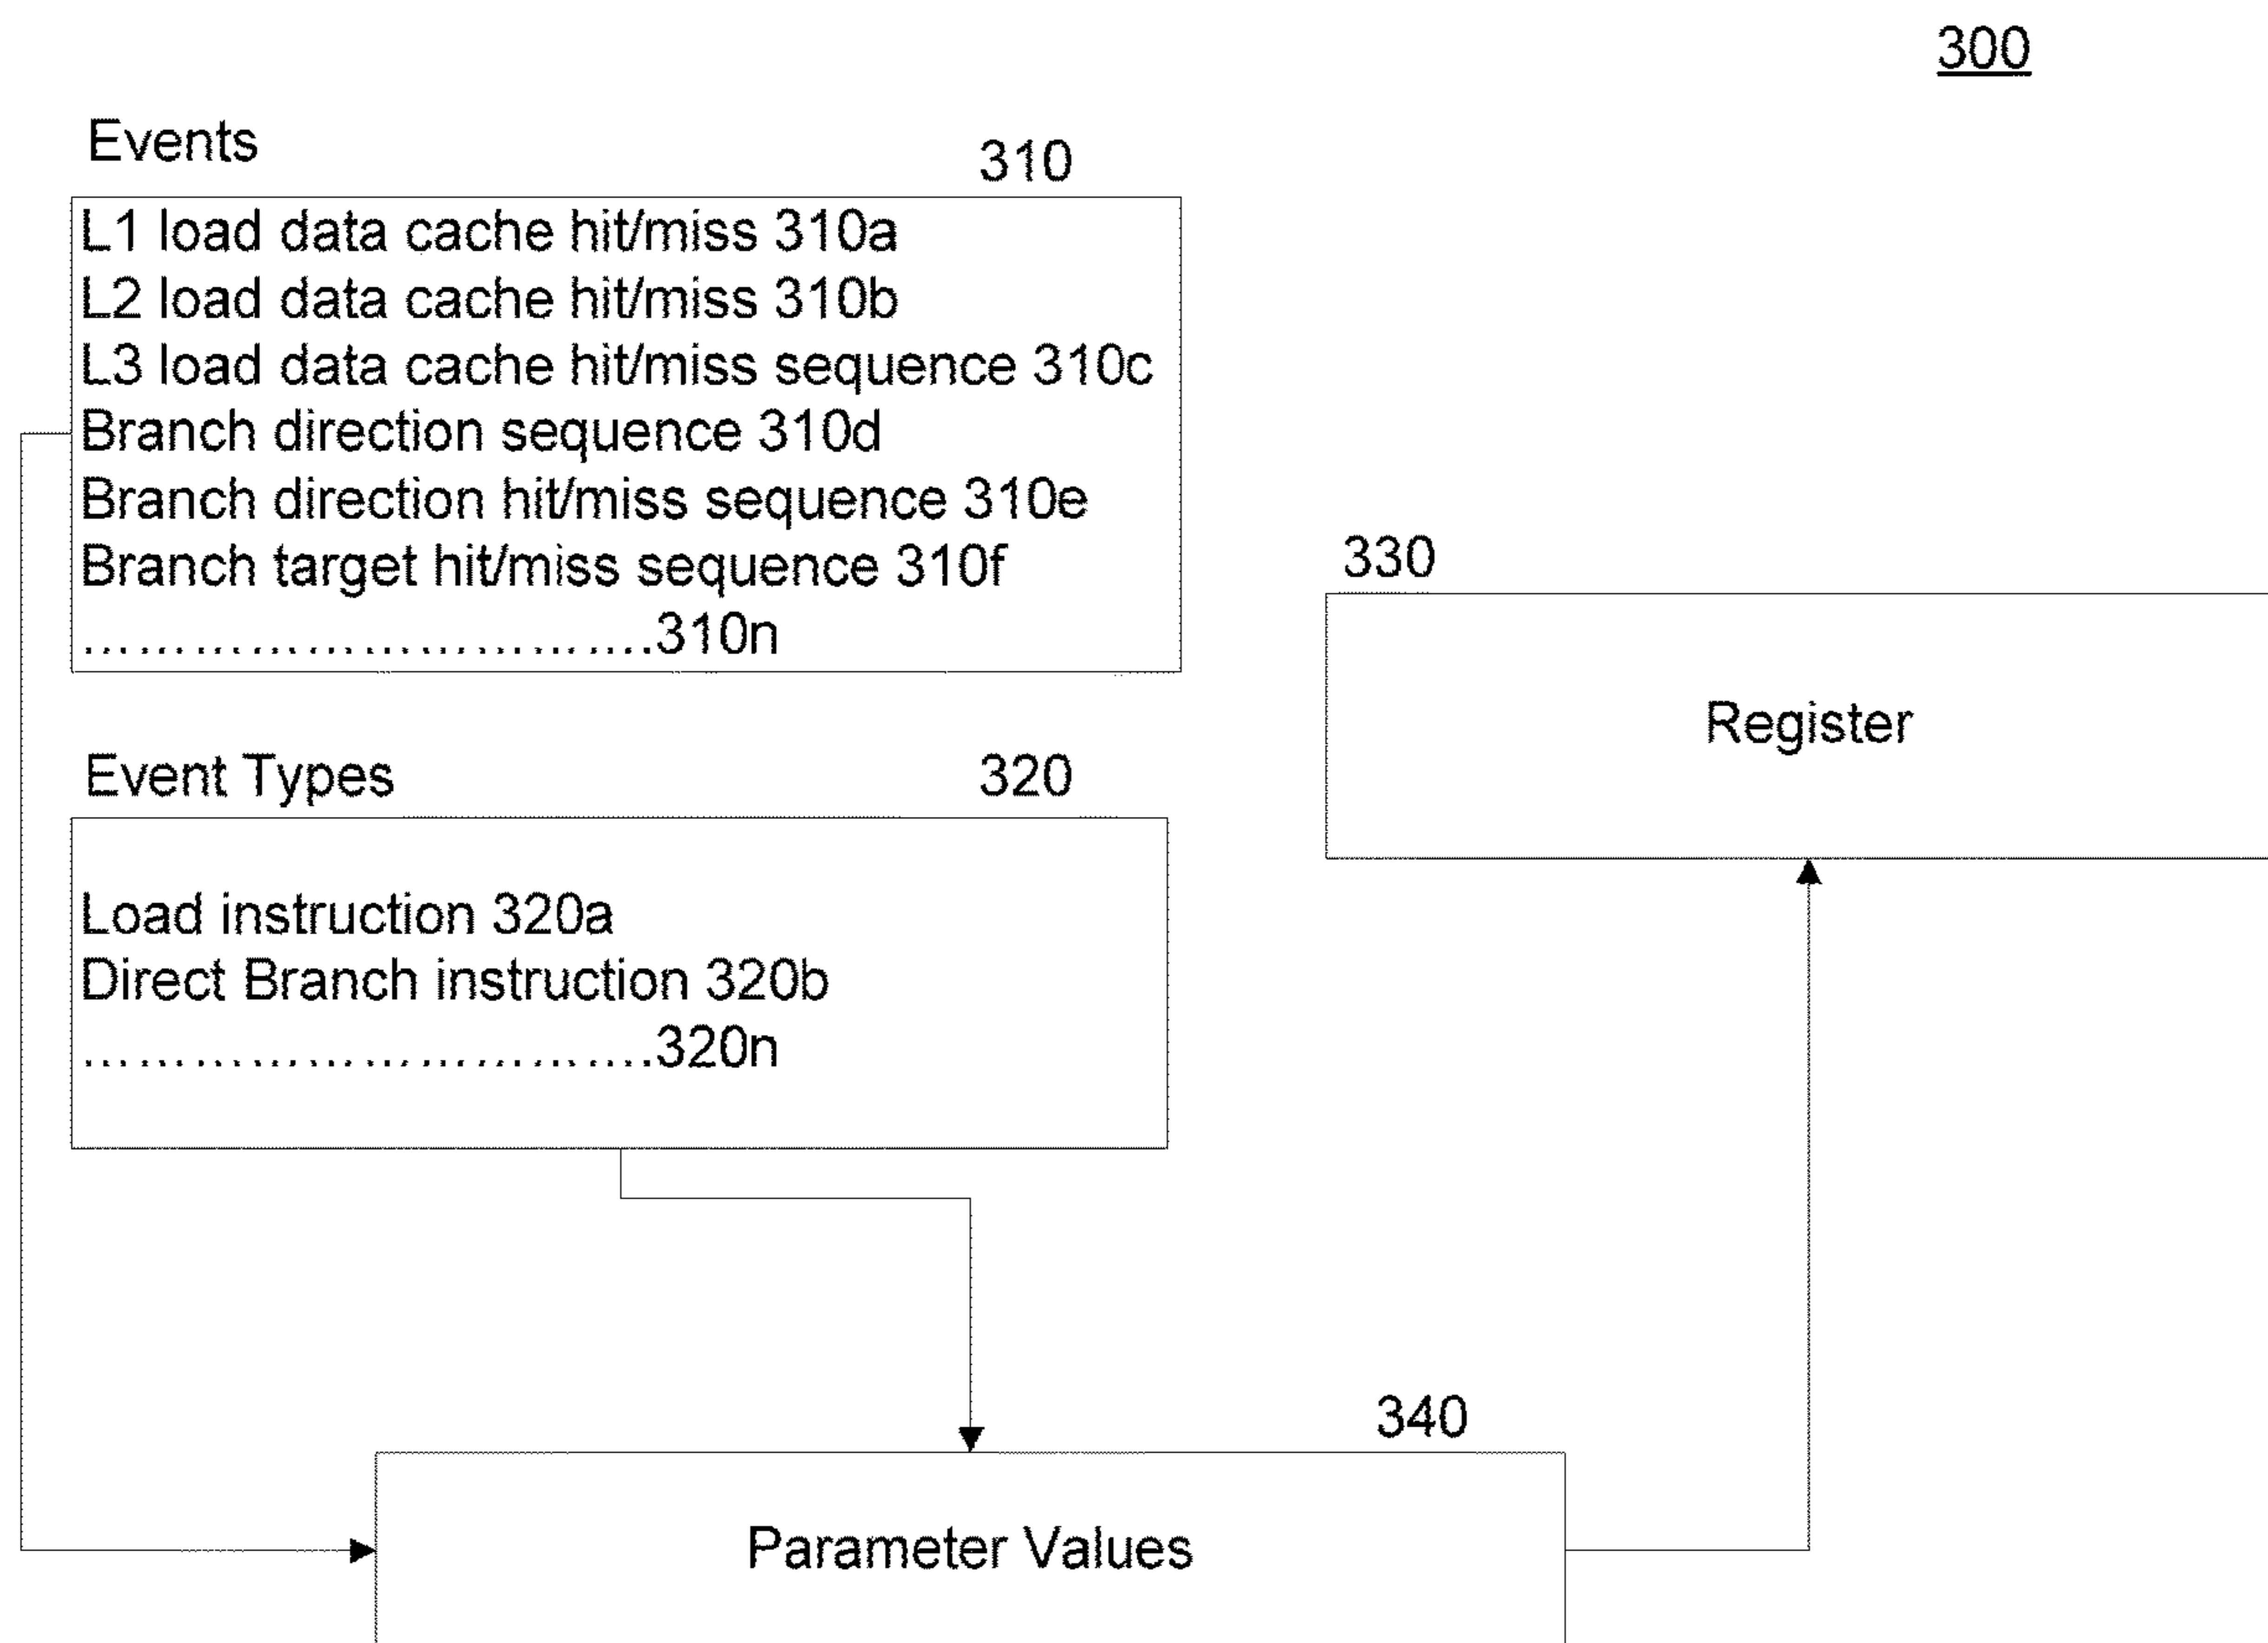 300
Events
310
L1 load data cache hit/miss 310a
L2 load data cache hit/miss 310b
L3 load data cache hit/miss sequence 310c
Branch direction sequence 310d
Branch direction hit/miss sequence 310e
Branch target hit/miss sequence 310f
.................................310n
330
Register
Event Types
320
Load instruction 320a
Direct Branch instruction 320b
.................................320n
340
Parameter Values